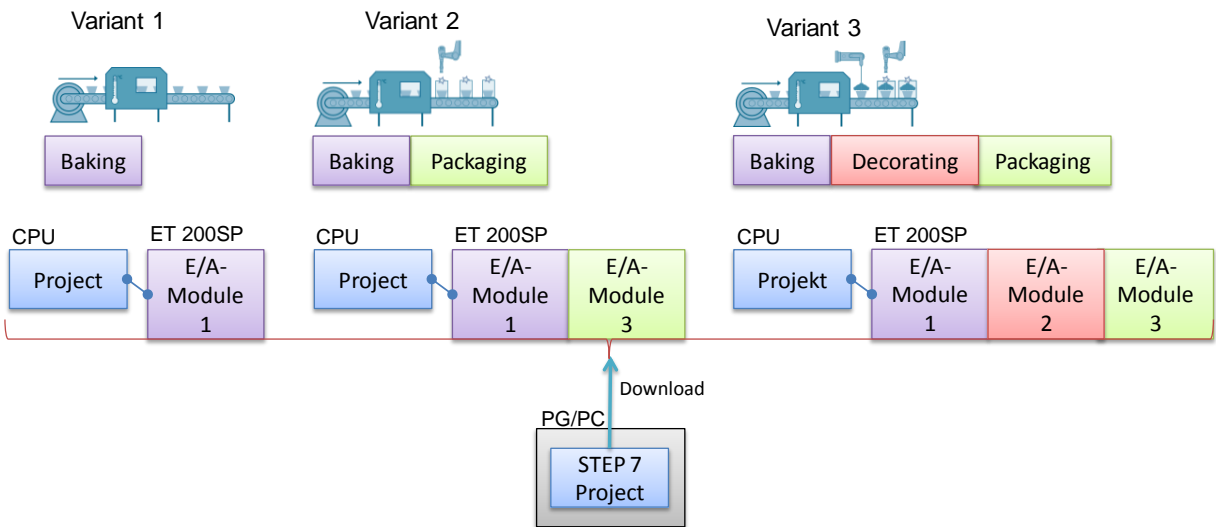 Variant 1
Variant 2
Variant 3
Baking
Baking
Packaging
Baking
Decorating
Packaging
CPU
ET 200SP
Project
E/A-
Module
1
CPU
ET 200SP
Project
E/A-
Module
1
E/A-
Module
3
CPU
ET 200SP
Projekt
E/A-
Module
1
E/A-
Module
2
E/A-
Module
3
Download
PG/PC
STEP 7
Project